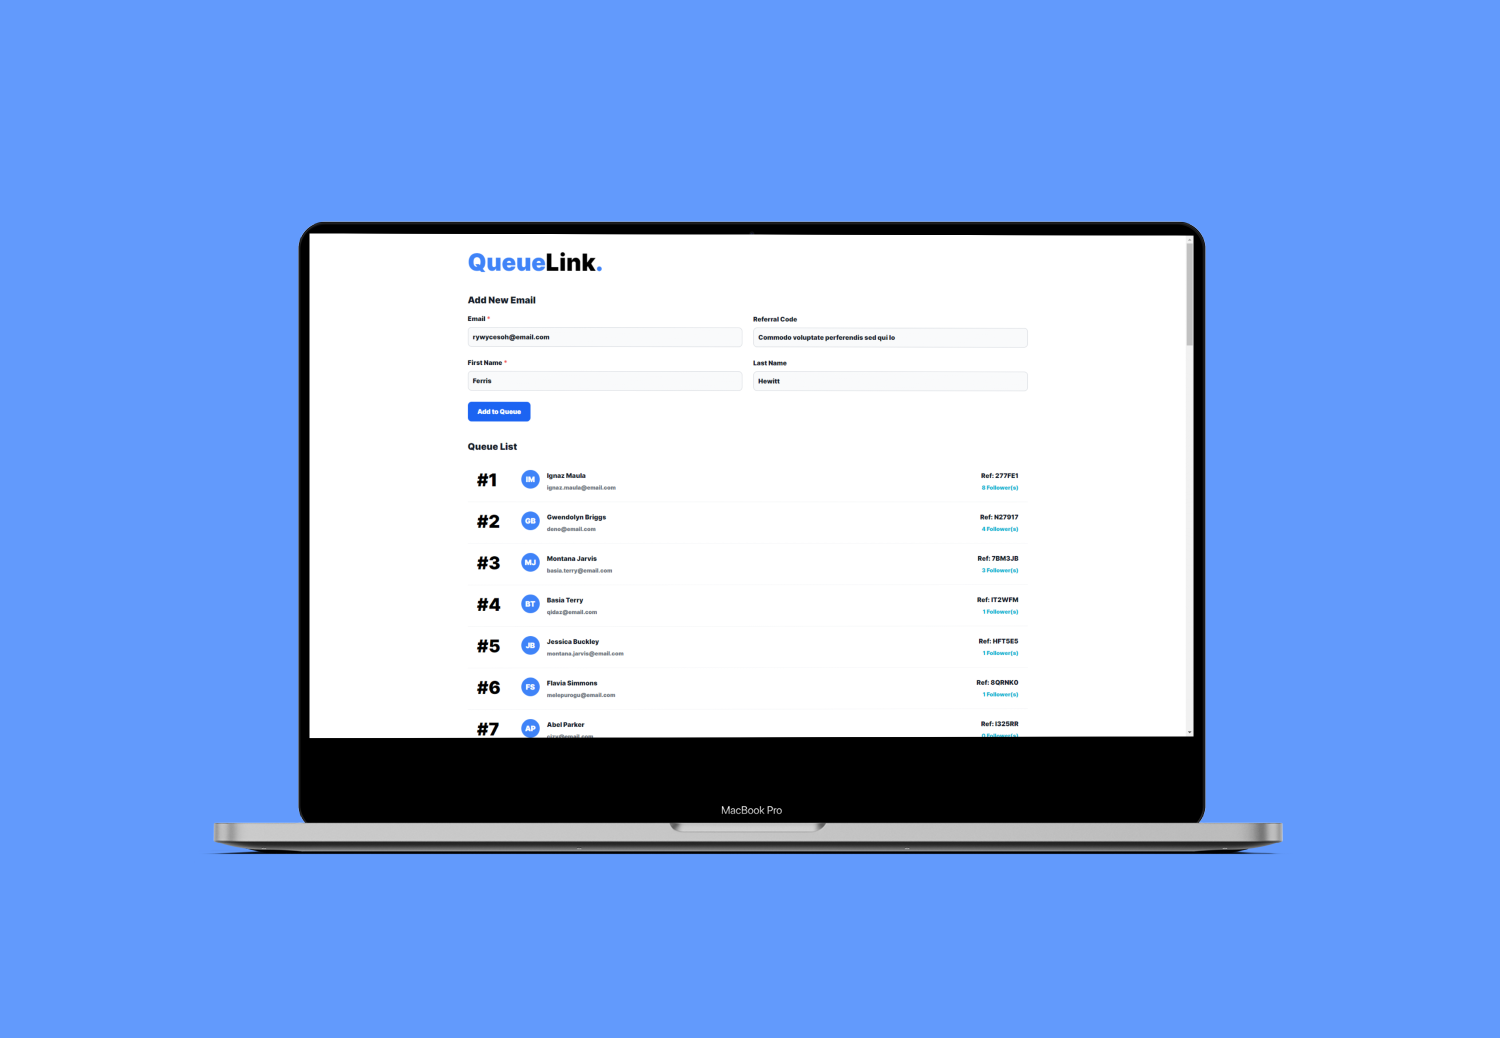 QueueLink.
Add New Email
Email * Referral Code
rywycesoh@email.com Commodo voluptate perferendis sed qui lo
First Name * Last Name
Ferris Hewitt
Add to Queue
Queue List
#1 IM Ignaz Maula Ref: 277FE1
ignaz.maula@email.com 8 Follower(s)
#2 GB Gwendolyn Briggs Ref: N27917
deno@email.com 4 Follower(s)
#3 MJ Montana Jarvis Ref: 7BM3JB
basia.terry@email.com 3 Follower(s)
#4 BT Basia Terry Ref: IT2WFM
qidaz@email.com 1 Follower(s)
#5 JB Jessica Buckley Ref: HFT5E5
montana.jarvis@email.com 1 Follower(s)
#6 FS Flavia Simmons Ref: 8QRNK0
melepurogu@email.com 1 Follower(s)
#7 AP Abel Parker Ref: I325RR
0 Follower(s)
MacBook Pro